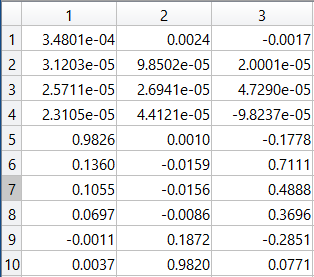 1 2 3
1 3.4801e-04 0.0024 -0.0017
2 3.1203e-05 9.8502e-05 2.0001e-05
3 2.5711e-05 2.6941e-05 4.7290e-05
4 2.3105e-05 4.4121e-05 -9.8237e-05
5 0.9826 0.0010 -0.1778
6 0.1360 -0.0159 0.7111
7 0.1055 -0.0156 0.4888
8 0.0697 -0.0086 0.3696
9 -0.0011 0.1872 -0.2851
10 0.0037 0.9820 0.0771